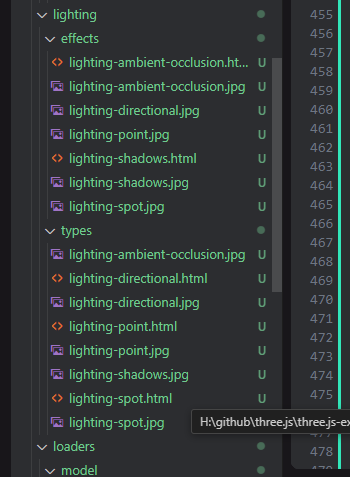 lighting
effects
lighting-ambient-occlusion.ht... U
lighting-ambient-occlusion.jpg U
lighting-directional.jpg U
lighting-point.jpg U
lighting-shadows.html U
lighting-shadows.jpg U
lighting-spot.jpg U
types
lighting-ambient-occlusion.jpg U
lighting-directional.html U
lighting-directional.jpg U
lighting-point.html U
lighting-point.jpg U
lighting-shadows.jpg U
lighting-spot.html U
lighting-spot.jpg
H:\github\three.js\three.js-ex
loaders
model
455
456
457
458
459
460
461
462
463
464
465
466
467
468
469
470
471
472
473
474
475
478